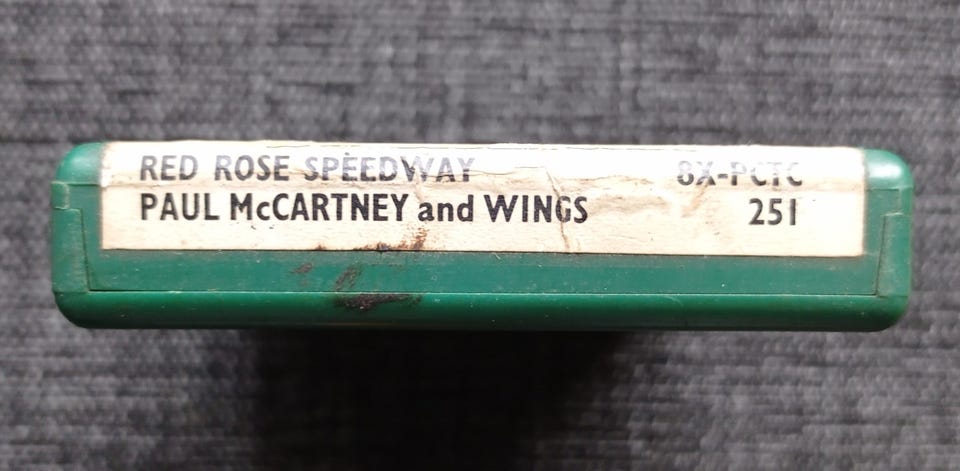 RED ROSE SPEEDWAY 8X-PCTC
PAUL McCARTNEY and WINGS 251